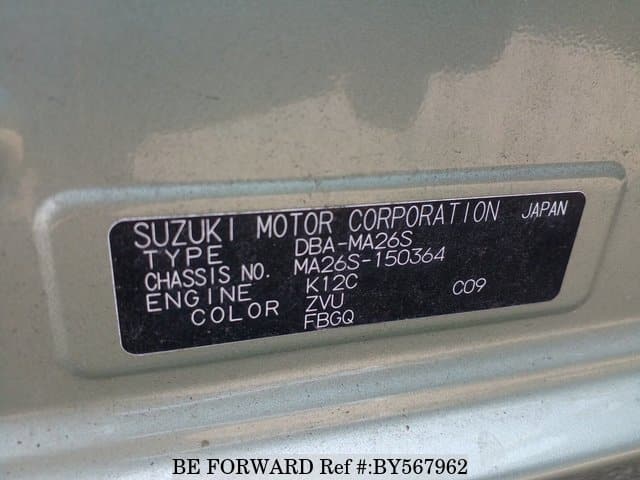 SUZUKI MOTOR CORPORATION JAPAN
TYPE DBA-MA26S
CHASSIS NO. MA26S-150364
ENGINE K12C C09
COLOR ZVU
FBGQ
BE FORWARD Ref #:BY567962